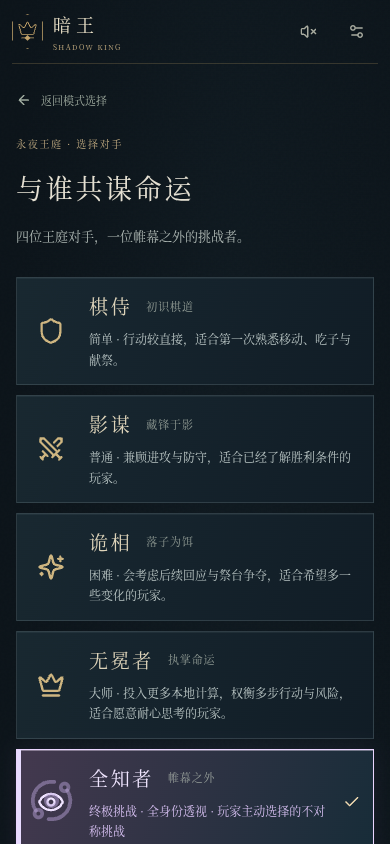 暗王
SHADOW KING
返回模式选择
永夜王庭 · 选择对手
与谁共谋命运
四位王庭对手，一位帷幕之外的挑战者。
棋侍 初识棋道
简单 · 行动较直接，适合第一次熟悉移动、吃子与
献祭。
影谋 藏锋于影
普通 · 兼顾进攻与防守，适合已经了解胜利条件的
玩家。
诡相 落子为饵
困难 · 会考虑后续回应与祭台争夺，适合希望多一
些变化的玩家。
无冕者 执掌命运
大师 · 投入更多本地计算，权衡多步行动与风险，
适合愿意耐心思考的玩家。
全知者 帷幕之外
终极挑战 · 全身份透视 · 玩家主动选择的不对
称挑战